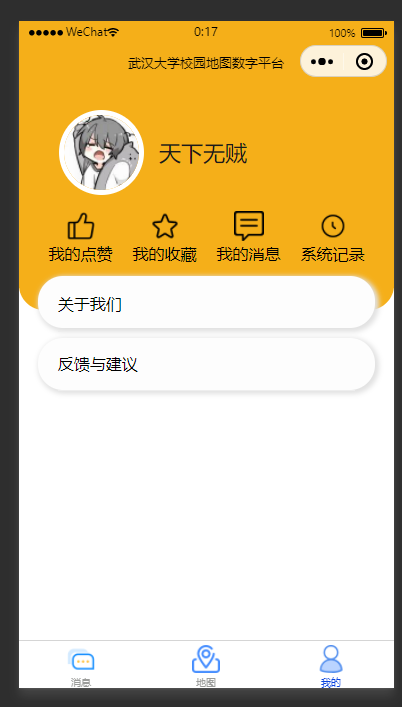 ●●●●● WeChat 0:17 100%
武汉大学校园地图数字平台
天下无贼
我的点赞 我的收藏 我的消息 系统记录
关于我们
反馈与建议
消息 地图 我的